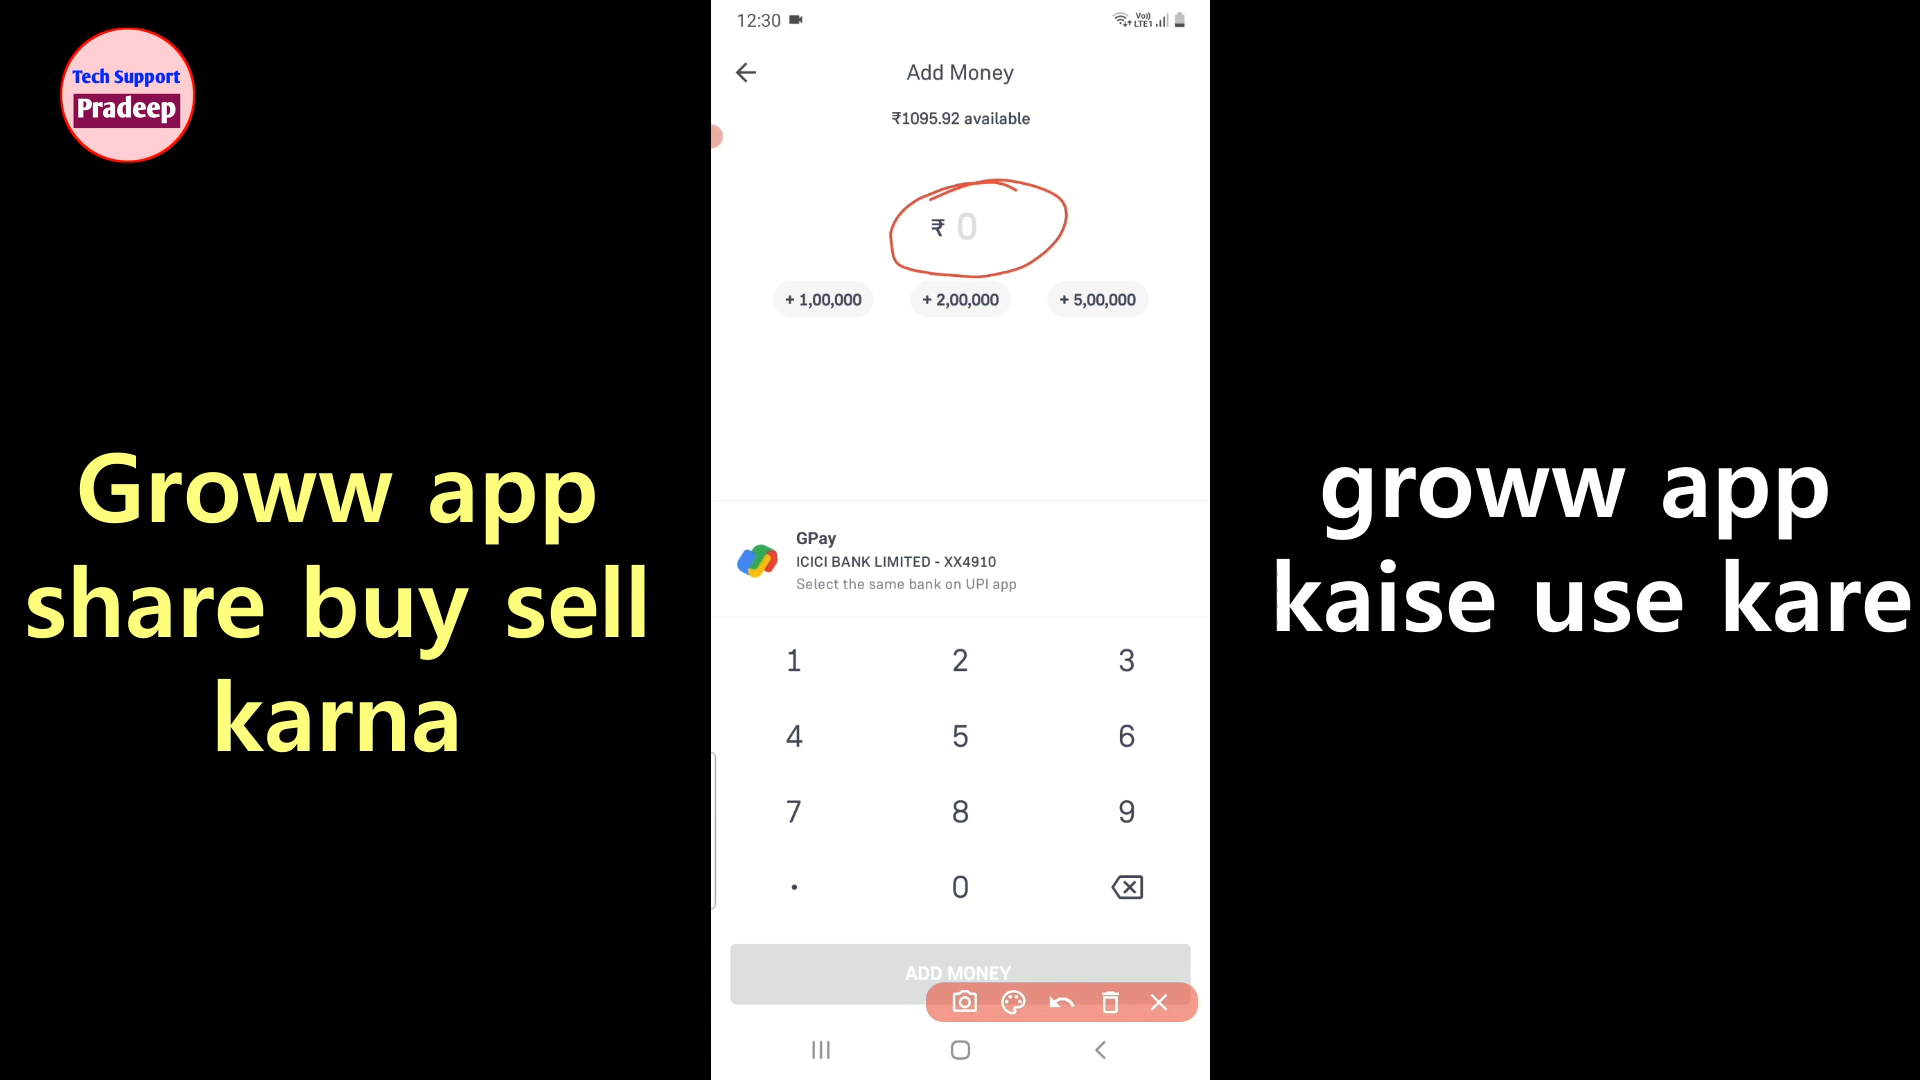 Tech Support
Pradeep
Groww app
share buy sell
karna
12:30
Vo))
LTE1
Add Money
₹1095.92 available
₹ 0
+ 1,00,000
+ 2,00,000
+ 5,00,000
GPay
ICICI BANK LIMITED - XX4910
Select the same bank on UPI app
1 2 3
4 5 6
7 8 9
. 0
ADD MONEY
groww app
kaise use kare